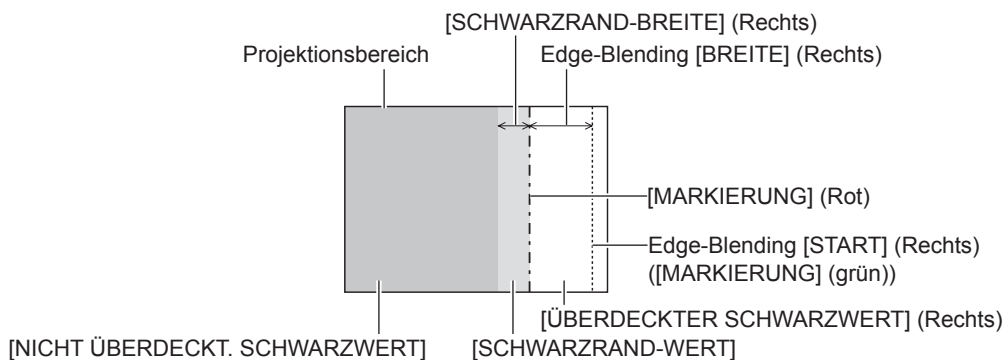 [SCHWARZRAND-BREITE] (Rechts)
Projektionsbereich
Edge-Blending [BREITE] (Rechts)
[MARKIERUNG] (Rot)
Edge-Blending [START] (Rechts)
([MARKIERUNG] (grün))
[ÜBERDECKTER SCHWARZWERT] (Rechts)
[NICHT ÜBERDECKT. SCHWARZWERT]
[SCHWARZRAND-WERT]